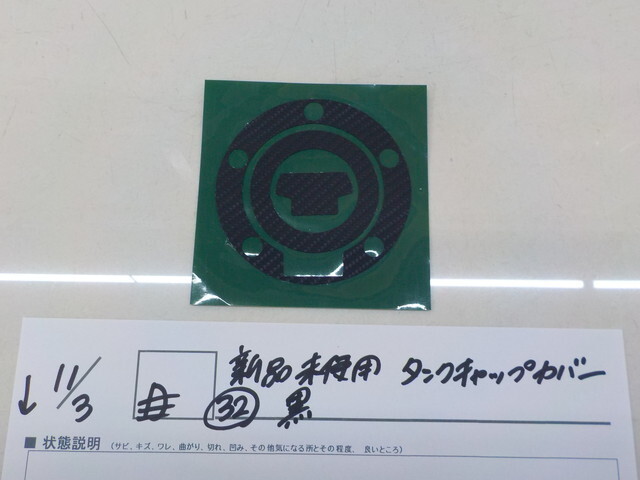 ↓ 11/3 新品未使用 タンクキャップカバー
㉜ 黒
■ 状態説明 (サビ、キズ、ワレ、曲がり、切れ、凹み、その他気になる所とその程度、良いところ)